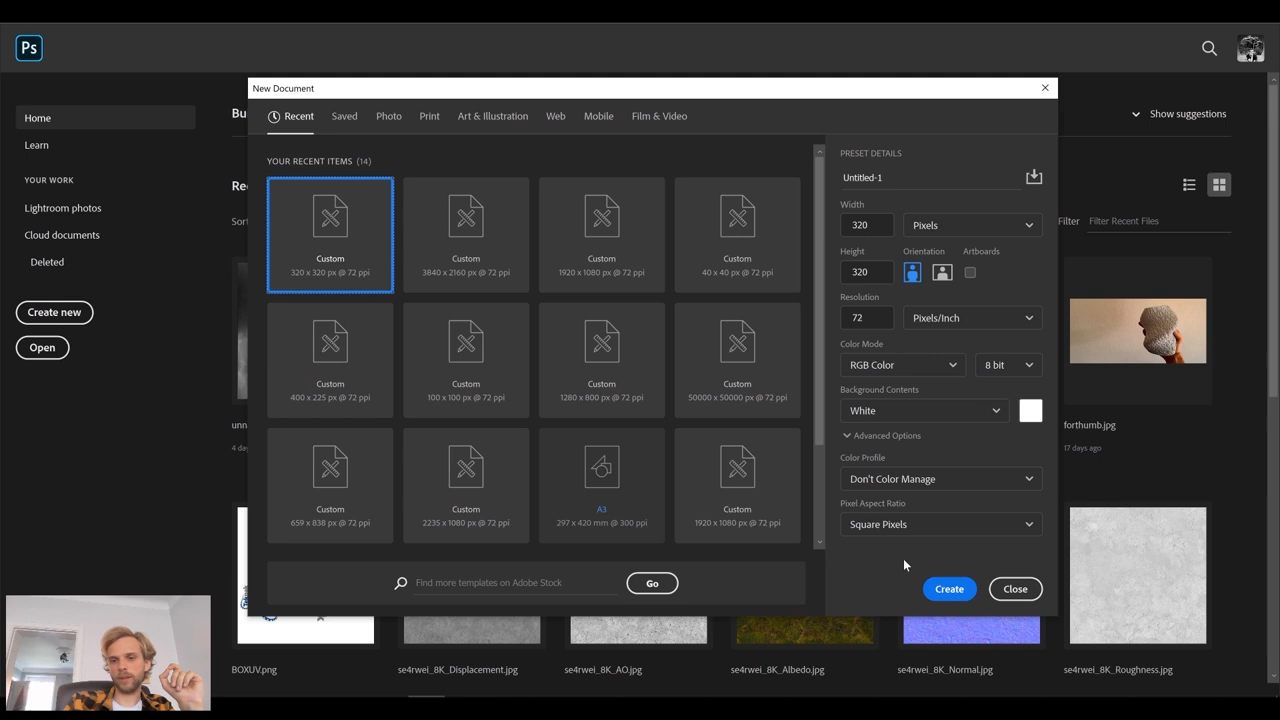 Ps
New Document
Home
Learn
YOUR WORK
Lightroom photos
Cloud documents
Deleted
Create new
Open
Bu
Show suggestions
Rec
Sort
Filter
Filter Recent Files
Recent
Saved
Photo
Print
Art & Illustration
Web
Mobile
Film & Video
YOUR RECENT ITEMS (14)
Custom
320 x 320 px @ 72 ppi
Custom
3840 x 2160 px @ 72 ppi
Custom
1920 x 1080 px @ 72 ppi
Custom
40 x 40 px @ 72 ppi
Custom
400 x 225 px @ 72 ppi
Custom
100 x 100 px @ 72 ppi
Custom
1280 x 800 px @ 72 ppi
Custom
50000 x 50000px @ 72 ppi
Custom
659 x 838 px @ 72 ppi
Custom
2235 x 1080 px @ 72 ppi
A3
297 x 420 mm @ 300 ppi
Custom
1920 x 1080 px @ 72 ppi
Find more templates on Adobe Stock
Go
PRESET DETAILS
Untitled-1
Width
320
Pixels
Height
Orientation
Artboards
320
Resolution
72
Pixels/Inch
Color Mode
RGB Color
8 bit
Background Contents
White
Advanced Options
Color Profile
Don't Color Manage
Pixel Aspect Ratio
Square Pixels
Create
Close
unn
4 day
forthumb.jpg
17 days ago
BOXUV.png
se4rwei_8K_Displacement.jpg
se4rwei_8K_AO.jpg
se4rwei_8K_Albedo.jpg
se4rwei_8K_Normal.jpg
se4rwei_8K_Roughness.jpg